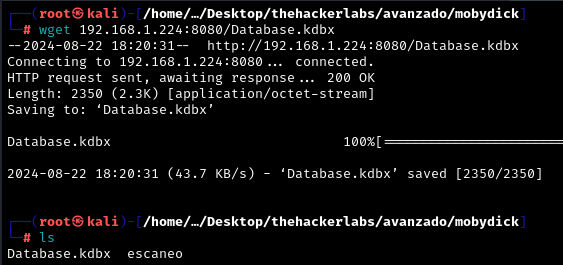 ┌──(root㉿kali)-[/home/…/Desktop/thehackerlabs/avanzado/mobydick]
└─# wget 192.168.1.224:8080/Database.kdbx
--2024-08-22 18:20:31--  http://192.168.1.224:8080/Database.kdbx
Connecting to 192.168.1.224:8080... connected.
HTTP request sent, awaiting response... 200 OK
Length: 2350 (2.3K) [application/octet-stream]
Saving to: ‘Database.kdbx’
Database.kdbx 100%[=======================
2024-08-22 18:20:31 (43.7 KB/s) - ‘Database.kdbx’ saved [2350/2350]
┌──(root㉿kali)-[/home/…/Desktop/thehackerlabs/avanzado/mobydick]
└─# ls
Database.kdbx  escaneo